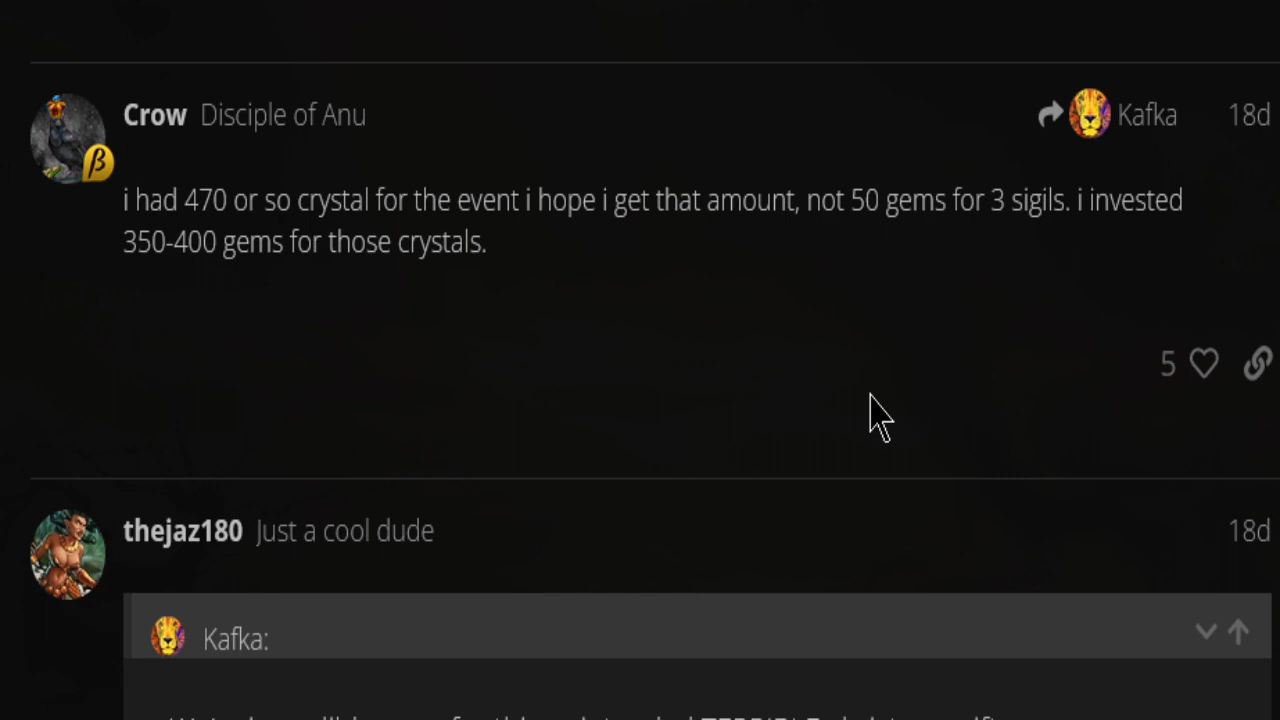 Crow Disciple of Anu Kafka 18d
i had 470 or so crystal for the event i hope i get that amount, not 50 gems for 3 sigils. i invested
350-400 gems for those crystals.
5
thejaz180 Just a cool dude 18d
Kafka: